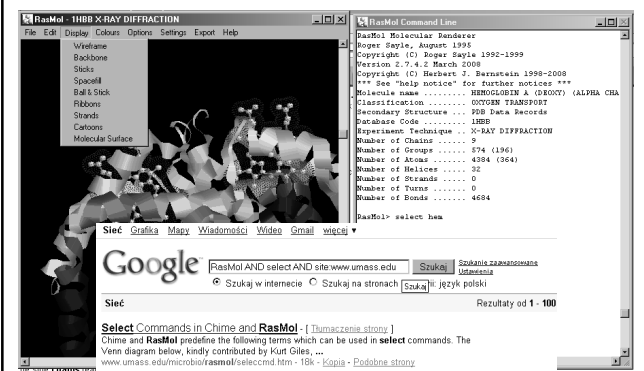 RasMol - 1HBB X-RAY DIFFRACTION
File Edit Display Colours Options Settings Export Help
Wireframe
Backbone
Sticks
Spacefill
Ball & Stick
Ribbons
Strands
Cartoons
Molecular Surface
RasMol Command Line
RasMol Molecular Renderer
Roger Sayle, August 1995
Copyright (C) Roger Sayle 1992-1999
Version 2.7.4.2 March 2008
Copyright (C) Herbert J. Bernstein 1998-2008
*** See "help notice" for further notices ***
Molecule name ........ HEMOGLOBIN A (DEOXY) (ALPHA CHA
Classification ....... OXYGEN TRANSPORT
Secondary Structure .. PDB Data Records
Database Code ........ 1HBB
Experiment Technique .. X-RAY DIFFRACTION
Number of Chains ..... 9
Number of Groups ..... 574 (196)
Number of Atoms ...... 4384 (364)
Number of Helices .... 32
Number of Strands .... 0
Number of Turns ...... 0
Number of Bonds ...... 4684
RasMol> select hem
Sieć Grafika Mapy Wiadomości Wideo Gmail więcej ▼
Google
RasMol AND select AND site:www.umass.edu Szukaj Szukanie zaawansowane
Ustawienia
Szukaj w internecie Szukaj na stronach Szukaj język polski
Sieć Rezultaty od 1 - 100
Select Commands in Chime and RasMol - [ Tłumaczenie strony ]
Chime and RasMol predefine the following terms which can be used in select commands. The
Venn diagram below, kindly contributed by Kurt Giles, ...
www.umass.edu/microbio/rasmol/seleccmd.htm - 18k - Kopia - Podobne strony